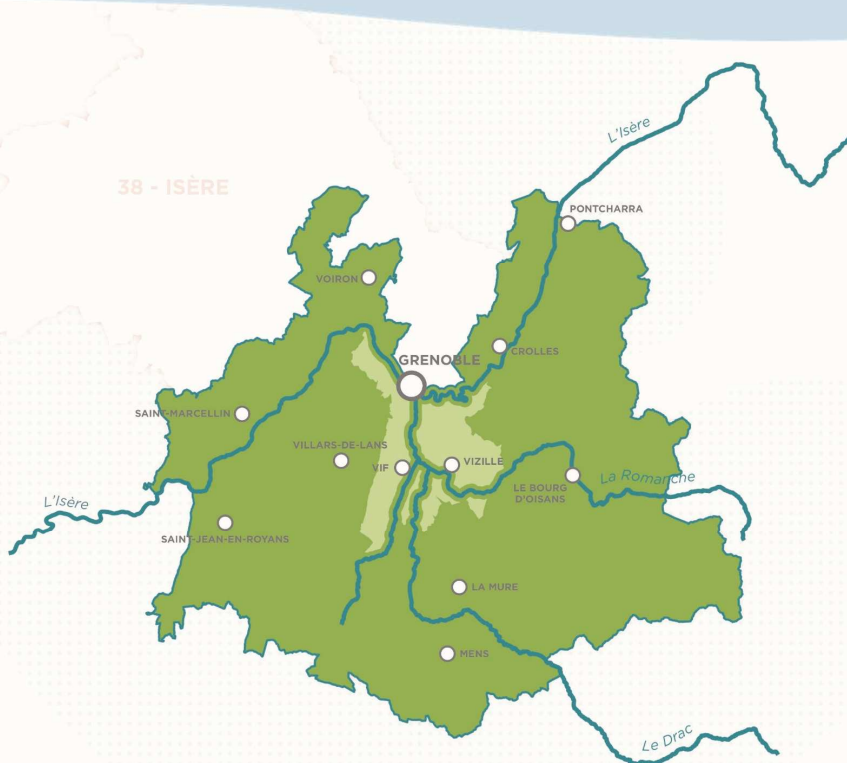 L'Isère
38 - ISÈRE
PONTCHARRA
VOIRON
CROLLES
GRENOBLE
SAINT-MARCELLIN
VILLARS-DE-LANS
VIF
VIZILLE
La Romanche
LE BOURG
D'OISANS
L'Isère
SAINT-JEAN-EN-ROYANS
LA MURE
MENS
Le Drac